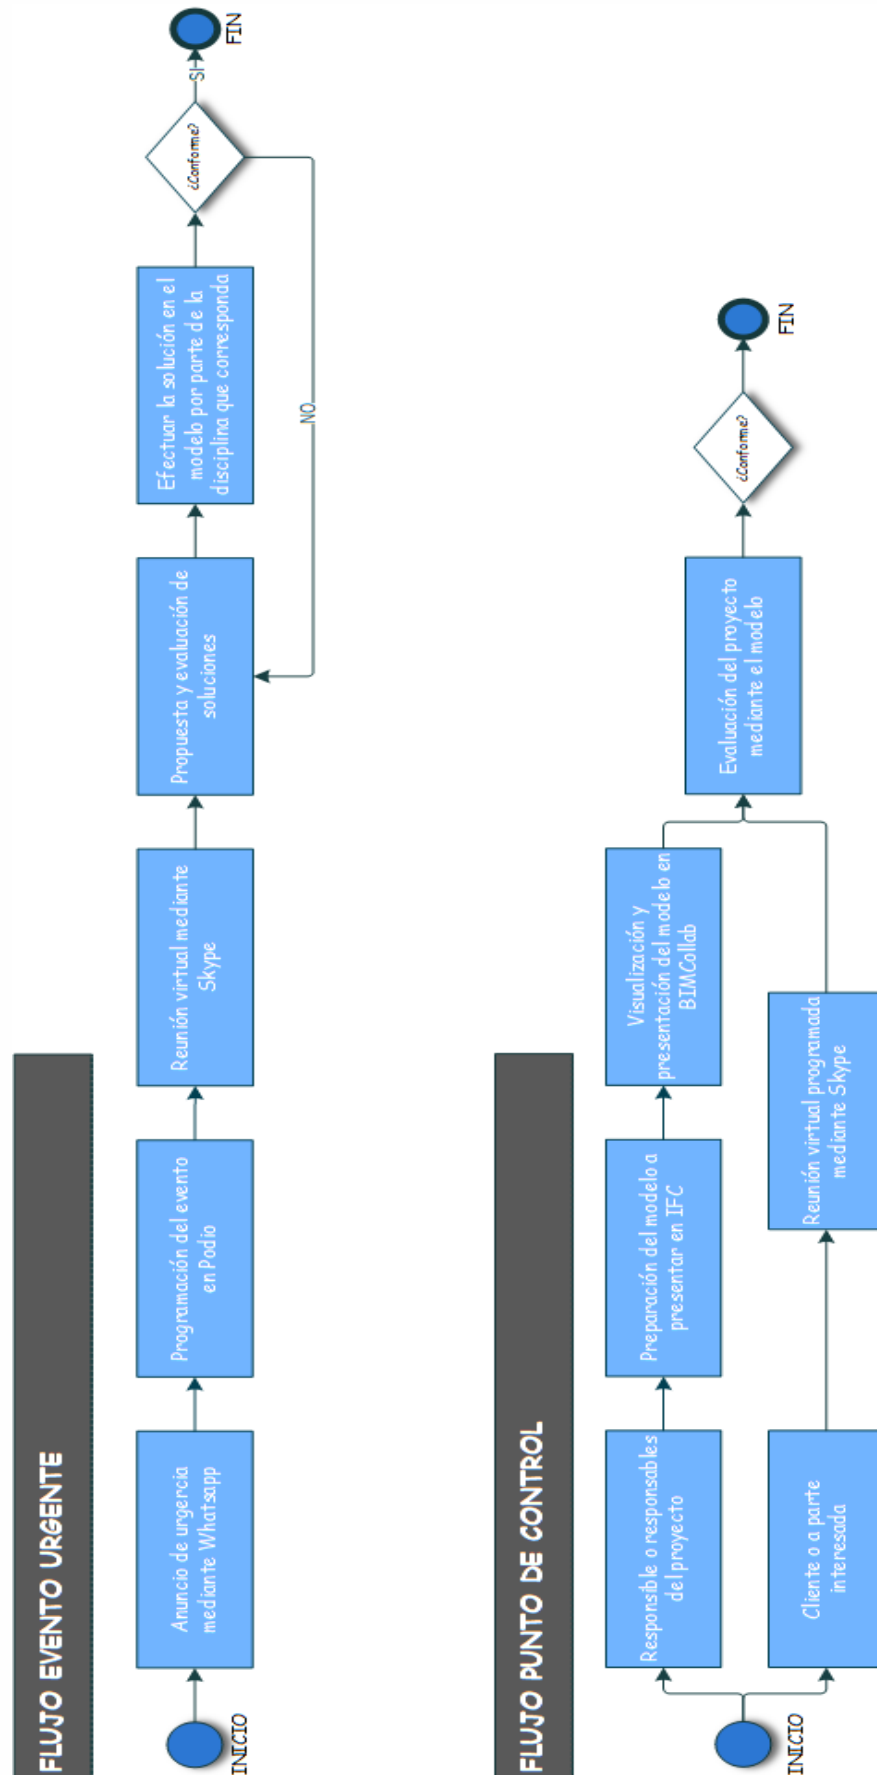 FLUJO EVENTO URGENTE
INICIO
Anuncio de urgencia
mediante Whatsapp
Programación del evento
en Podio
Reunión virtual mediante
Skype
Propuesta y evaluación de
soluciones
Efectuar la solución en el
modelo por parte de la
disciplina que corresponda
¿Conforme?
SI
NO
FIN
FLUJO PUNTO DE CONTROL
INICIO
Responsible o responsables
del proyecto
Preparación del modelo a
presentar en IFC
Visualización y
presentación del modelo en
BIMCollab
Cliente o a parte
interesada
Reunión virtual programada
mediante Skype
Evaluación del proyecto
mediante el modelo
¿Conforme?
FIN